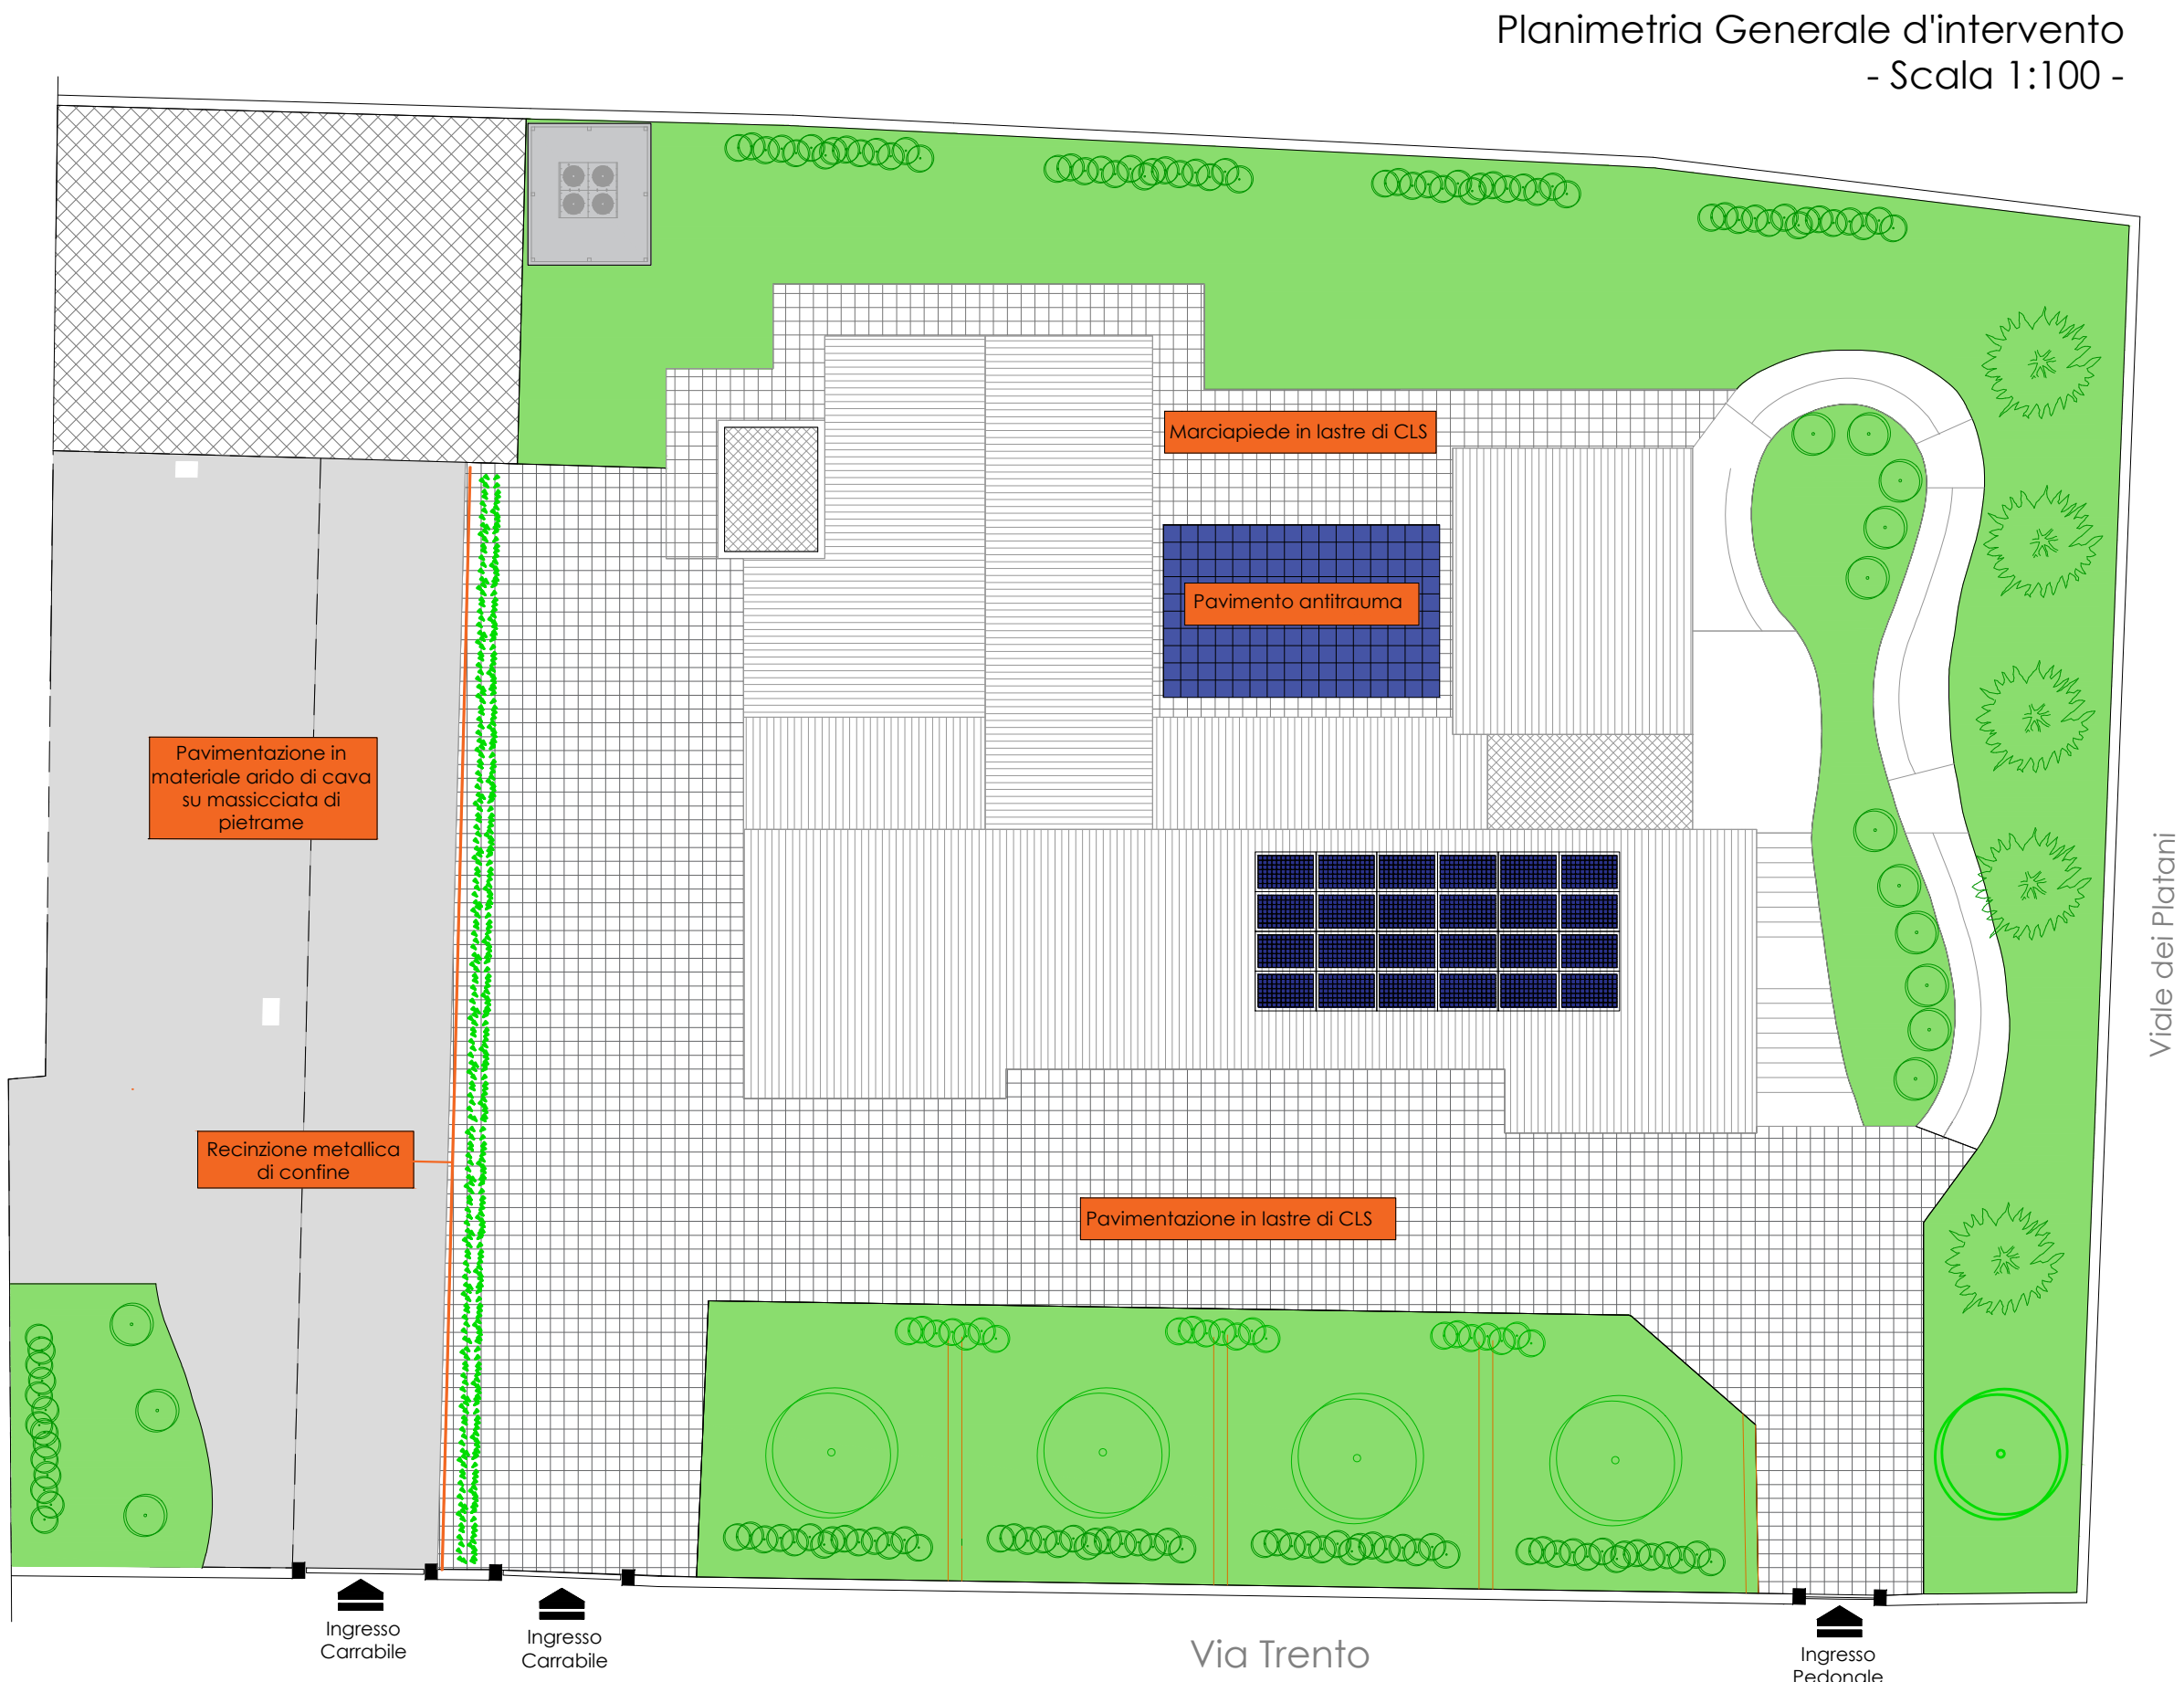 Planimetria Generale d'intervento
- Scala 1:100 -
Marciapiede in lastre di CLS
Pavimento antitrauma
Pavimentazione in
materiale arido di cava
su massicciata di
pietrame
Viale dei Platani
Recinzione metallica
di confine
Pavimentazione in lastre di CLS
Ingresso
Carrabile
Ingresso
Carrabile
Via Trento
Ingresso
Pedonale